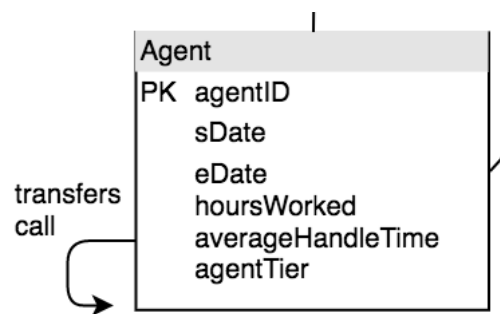 Agent
PK agentID
sDate
eDate
hoursWorked
averageHandleTime
agentTier
transfers
call